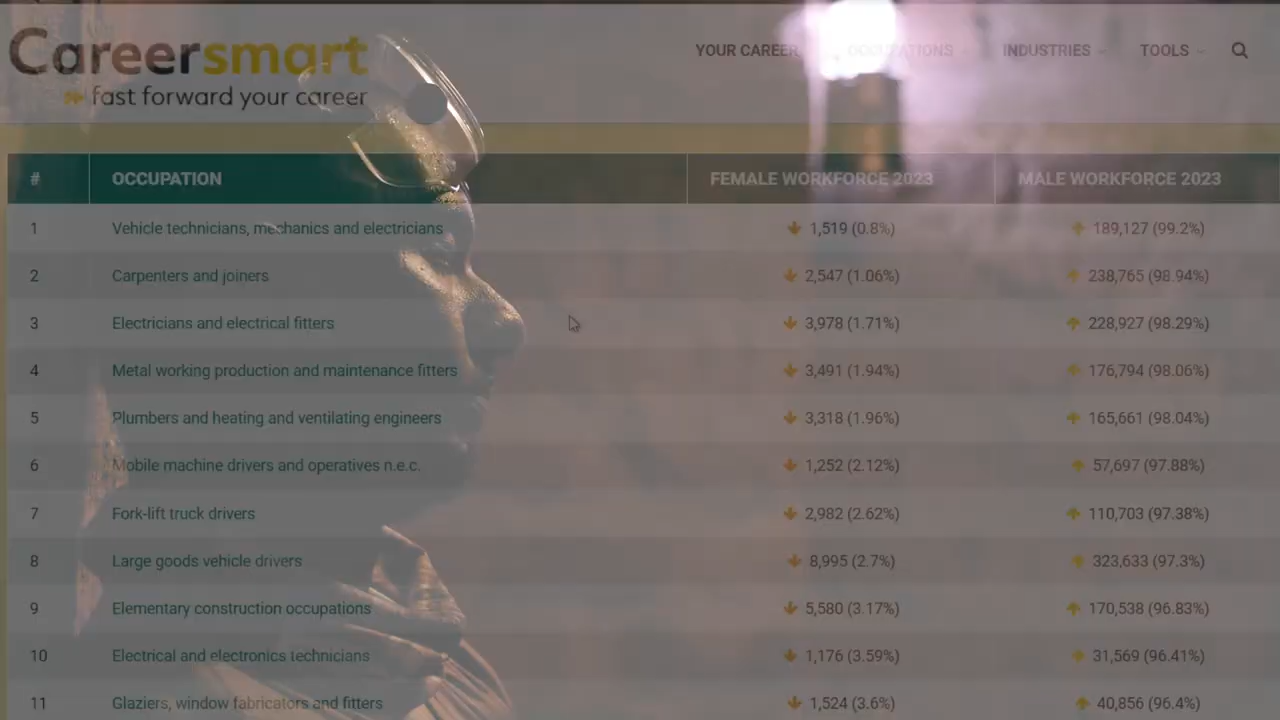 Careersmart
fast forward your career
YOUR CAREER OCCUPATIONS INDUSTRIES TOOLS
# OCCUPATION FEMALE WORKFORCE 2023 MALE WORKFORCE 2023
1 Vehicle technicians, mechanics and electricians 1,519 (0.8%) 189,127 (99.2%)
2 Carpenters and joiners 2,547 (1.06%) 238,765 (98.94%)
3 Electricians and electrical fitters 3,978 (1.71%) 228,927 (98.29%)
4 Metal working production and maintenance fitters 3,491 (1.94%) 176,794 (98.06%)
5 Plumbers and heating and ventilating engineers 3,318 (1.96%) 165,661 (98.04%)
6 Mobile machine drivers and operatives n.e.c. 1,252 (2.12%) 57,697 (97.88%)
7 Fork-lift truck drivers 2,982 (2.62%) 110,703 (97.38%)
8 Large goods vehicle drivers 8,995 (2.7%) 323,633 (97.3%)
9 Elementary construction occupations 5,580 (3.17%) 170,538 (96.83%)
10 Electrical and electronics technicians 1,176 (3.59%) 31,569 (96.41%)
11 Glaziers, window fabricators and fitters 1,524 (3.6%) 40,856 (96.4%)